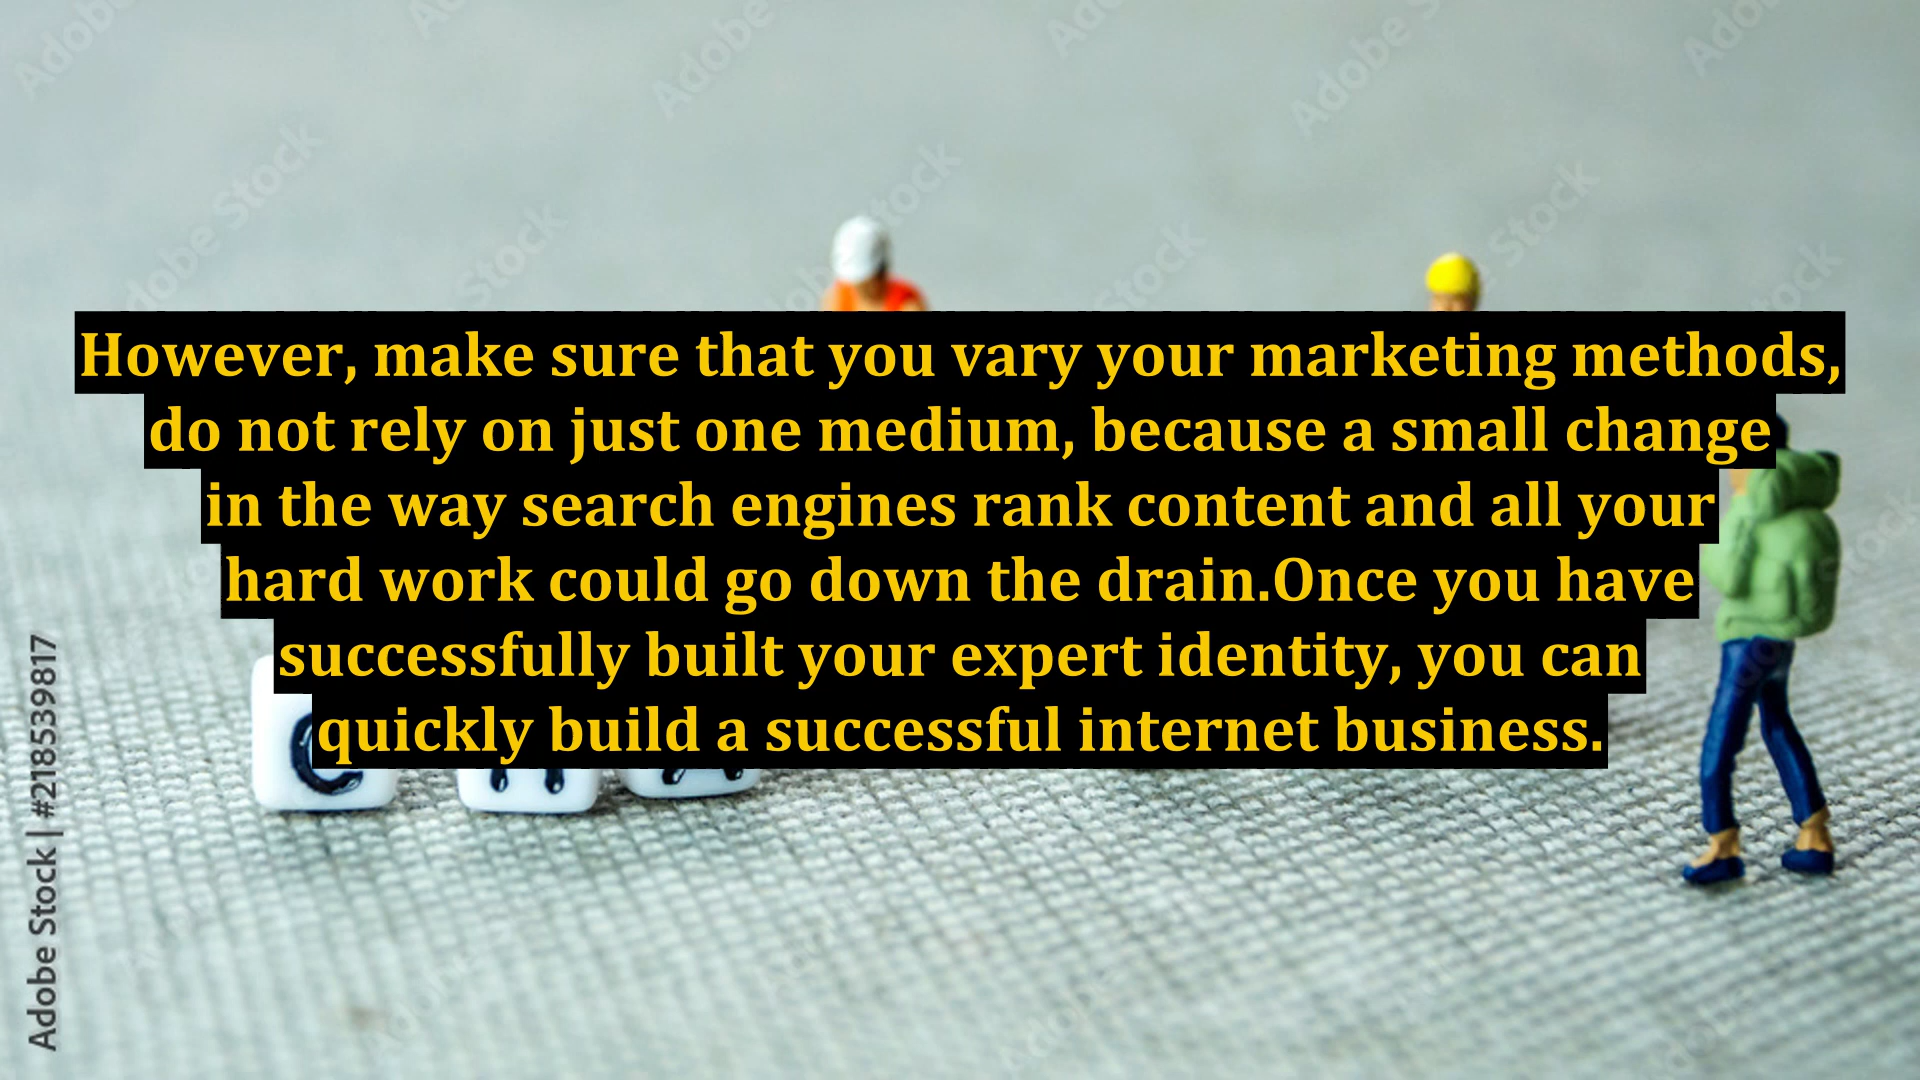 However, make sure that you vary your marketing methods,
do not rely on just one medium, because a small change
in the way search engines rank content and all your
hard work could go down the drain.Once you have
successfully built your expert identity, you can
quickly build a successful internet business.
Adobe Stock | #218539817
Adobe Stock